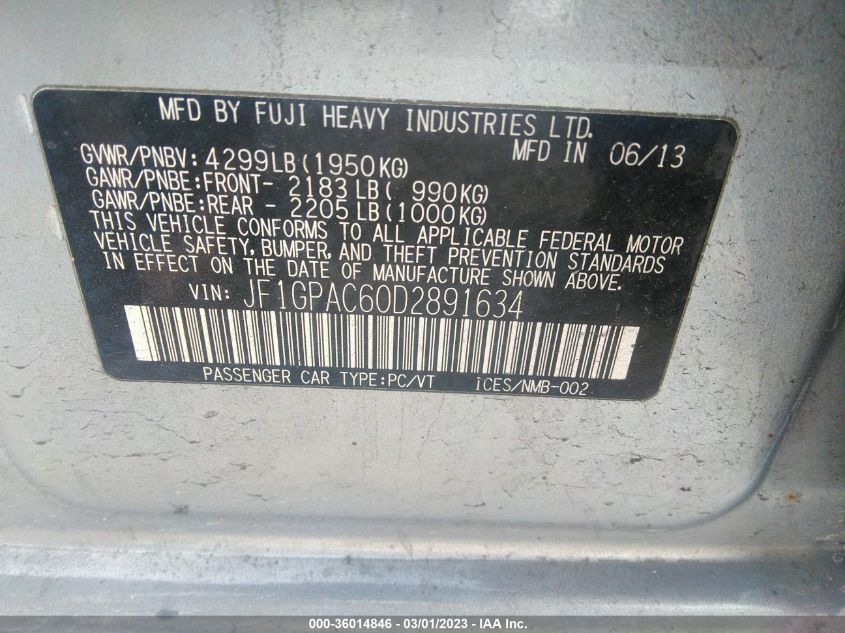 MFD BY FUJI HEAVY INDUSTRIES LTD.
GVWR/PNBV: 4299LB(1950KG) MFD IN 06/13
GAWR/PNBE:FRONT- 2183LB( 990KG)
GAWR/PNBE:REAR - 2205LB(1000KG)
THIS VEHICLE CONFORMS TO ALL APPLICABLE FEDERAL MOTOR
VEHICLE SAFETY, BUMPER, AND THEFT PREVENTION STANDARDS
IN EFFECT ON THE DATE OF MANUFACTURE SHOWN ABOVE.
VIN: JF1GPAC60D2891634
PASSENGER CAR TYPE:PC/VT ICES/NMB-002
000-36014846 - 03/01/2023 - IAA Inc.